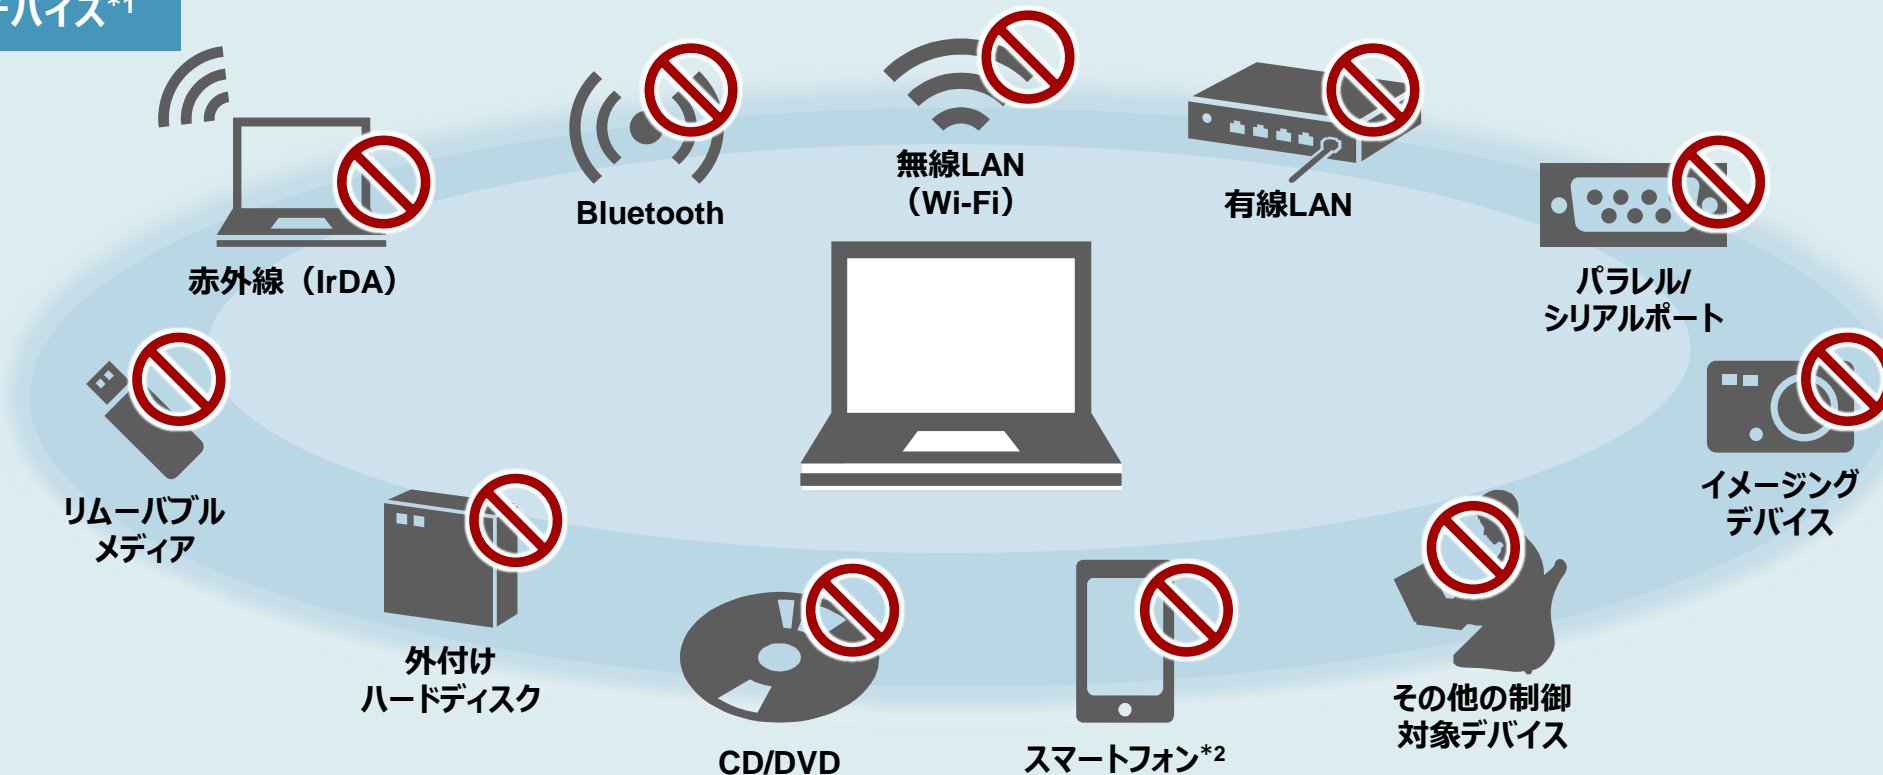 デバイス*1
無線LAN
（Wi-Fi）
Bluetooth
有線LAN
赤外線（IrDA）
パラレル/
シリアルポート
リムーバブル
メディア
イメージング
デバイス
外付け
ハードディスク
その他の制御
対象デバイス
CD/DVD
スマートフォン*2